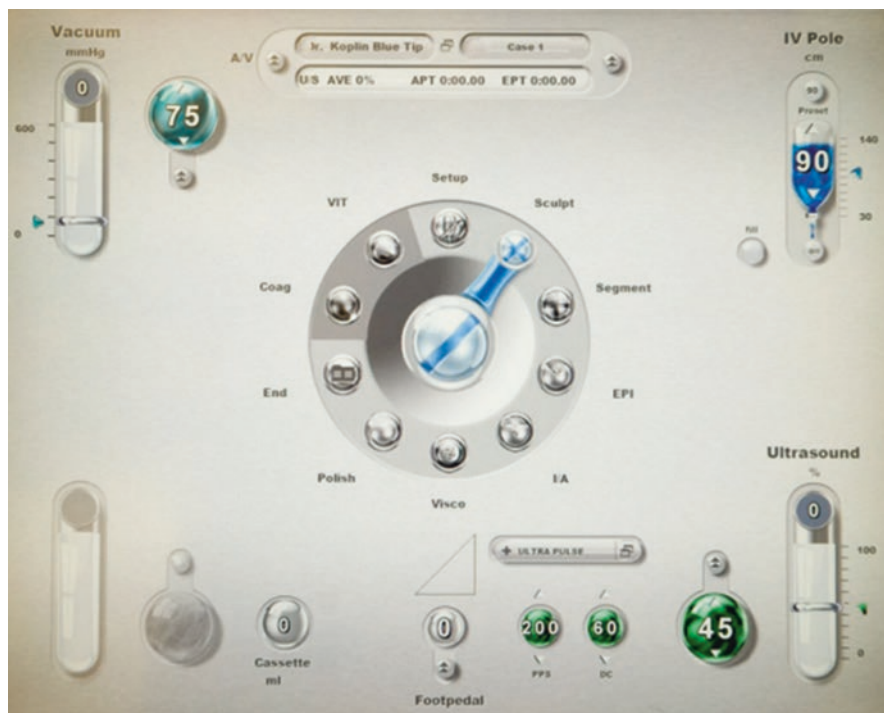 Vacuum
mmHg
0
600
0
75
A/V
Dr. Koplin Blue Tip
Case 1
U/S AVE 0% APT 0:00.00 EPT 0:00.00
IV Pole
cm
90
Preset
140
90
30
fill
Setup
VIT
Sculpt
Coag
Segment
End
EPI
Polish
I/A
Visco
Ultrasound
%
0
100
0
ULTRA PULSE
0
Cassette
ml
0
Footpedal
200
PPS
60
DC
45